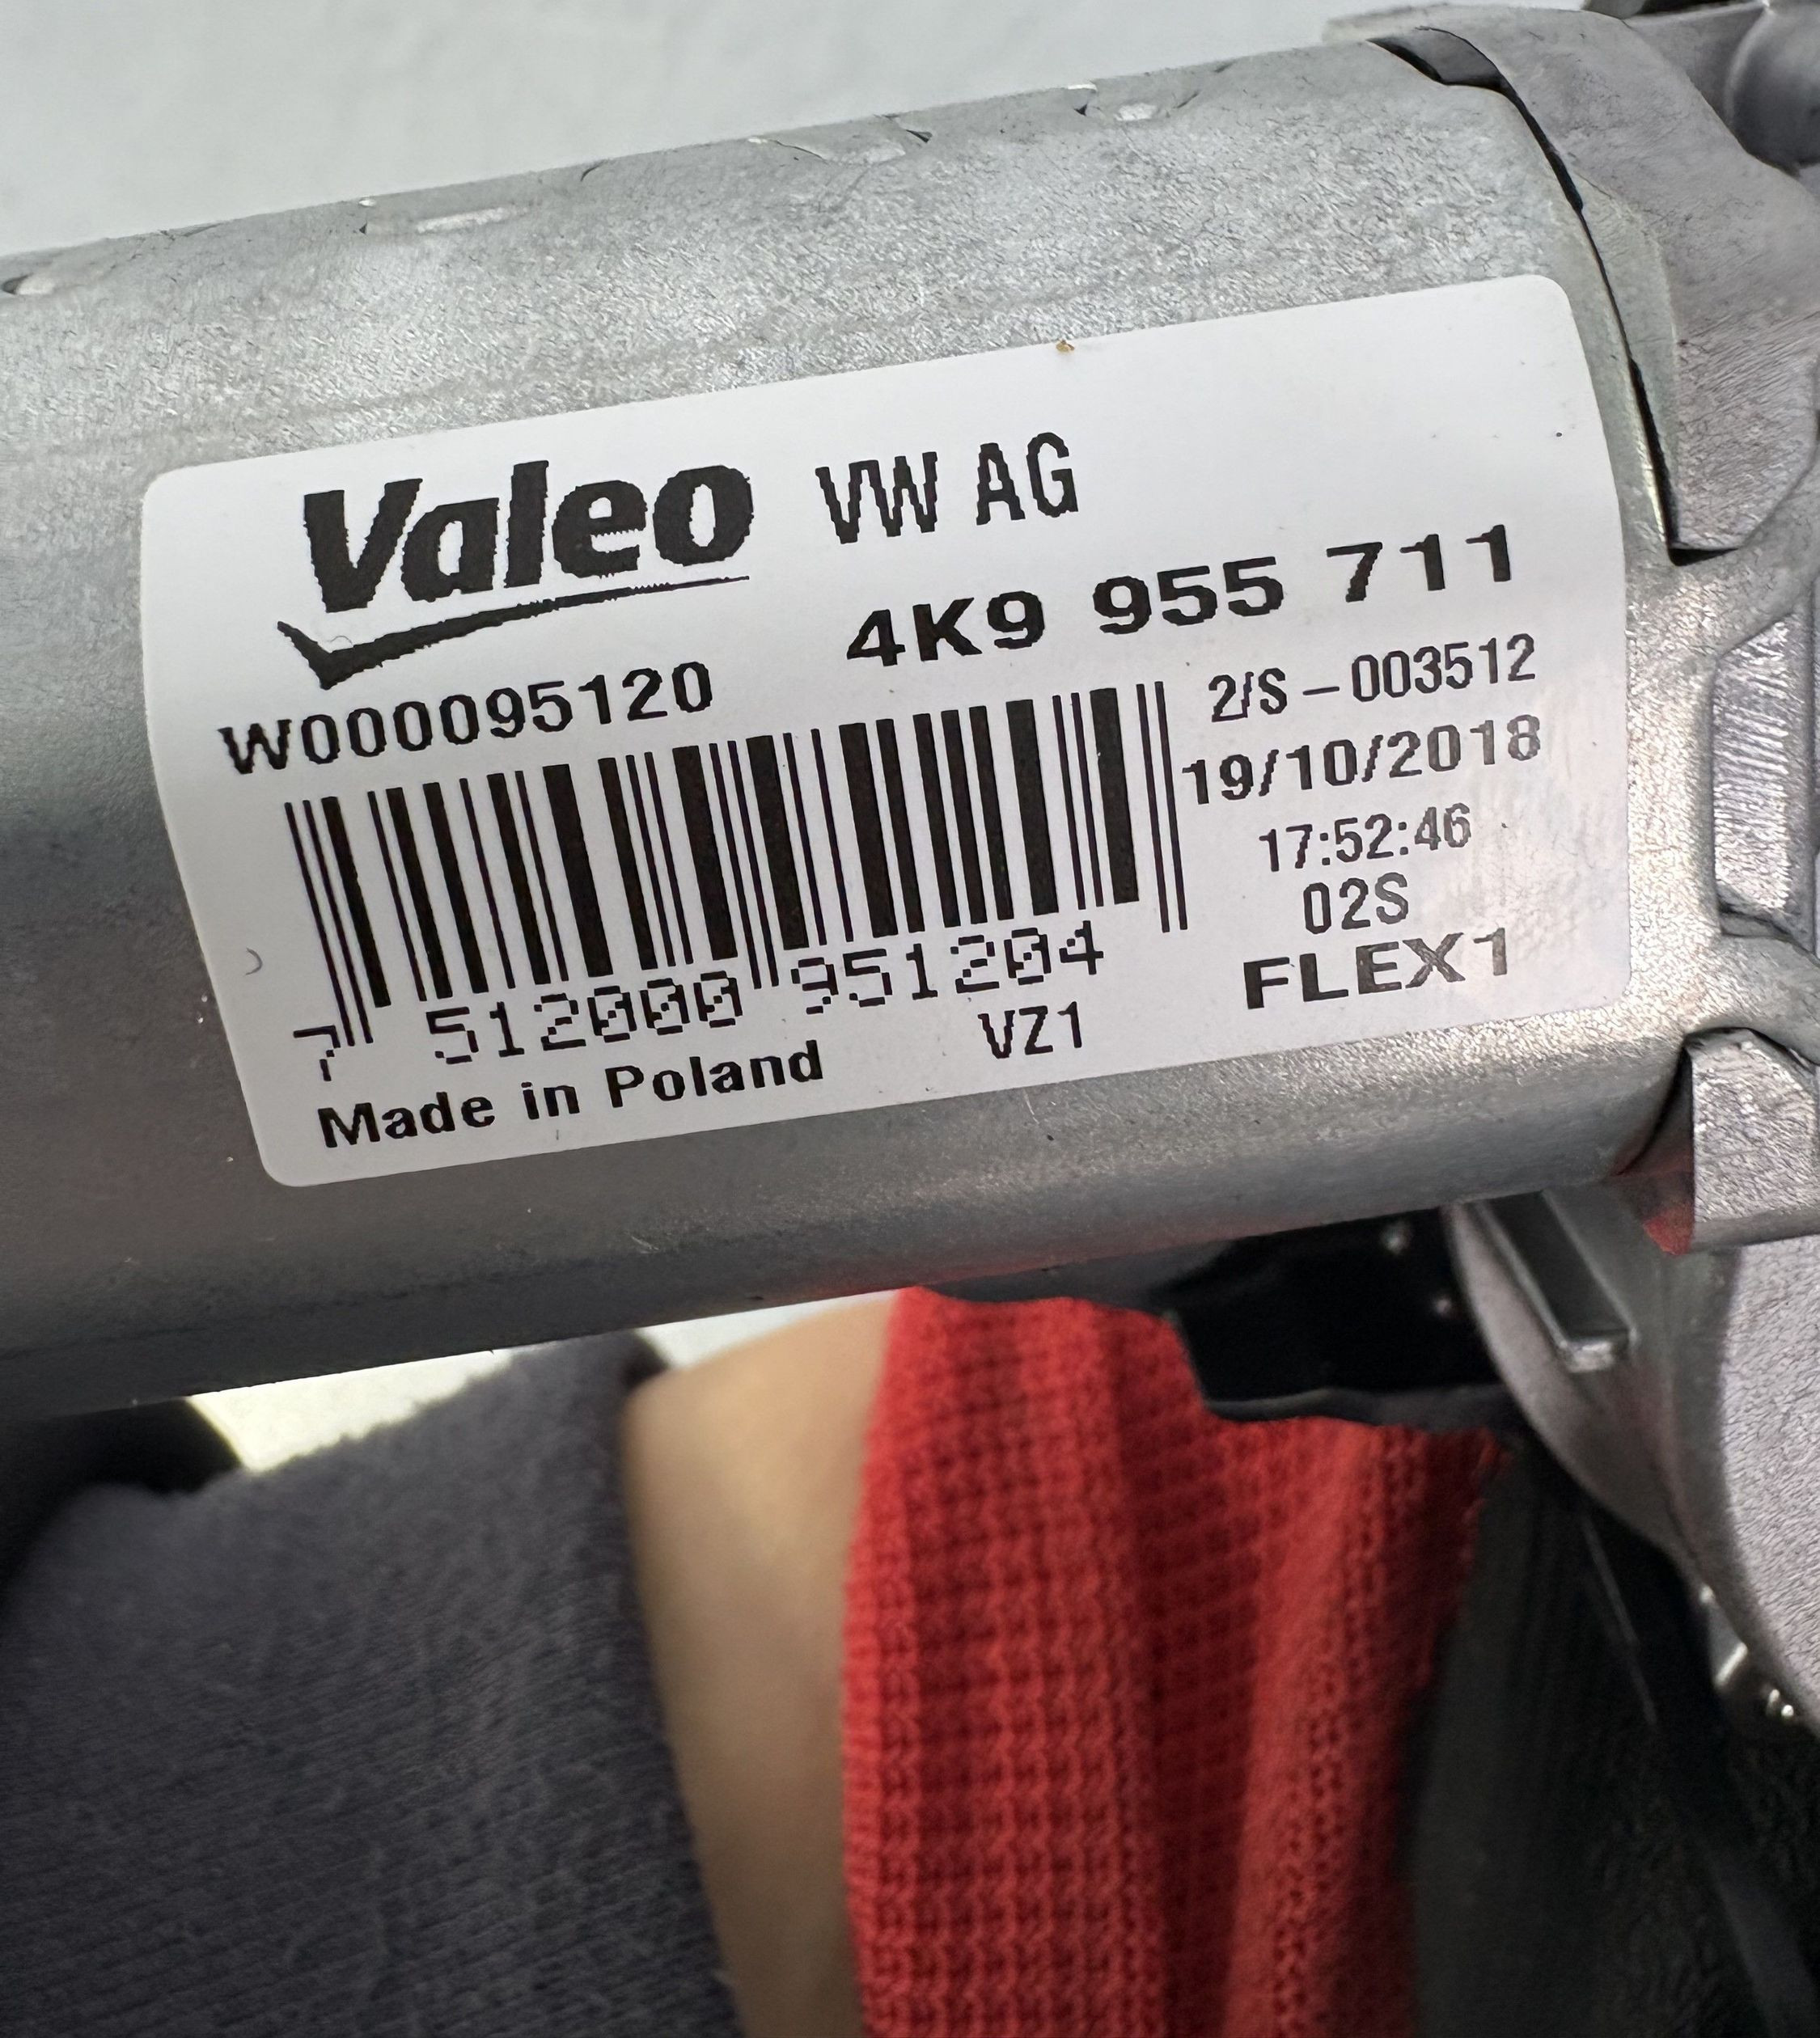 Valeo VW AG
4K9 955 711
W000095120
2/S-003512
19/10/2018
17:52:46
02S
FLEX1
7 512000 951204
VZ1
Made in Poland